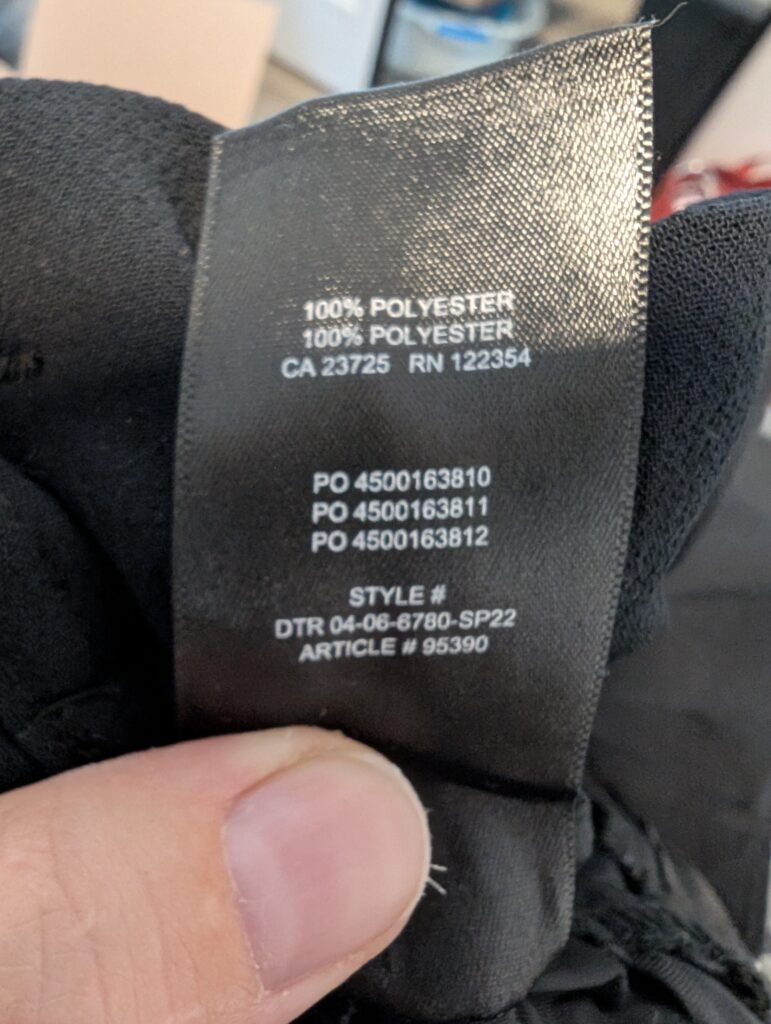 100% POLYESTER
100% POLYESTER
CA 23725 RN 122354
PO 4500163810
PO 4500163811
PO 4500163812
STYLE #
DTR 04-06-6780-SP22
ARTICLE # 95390